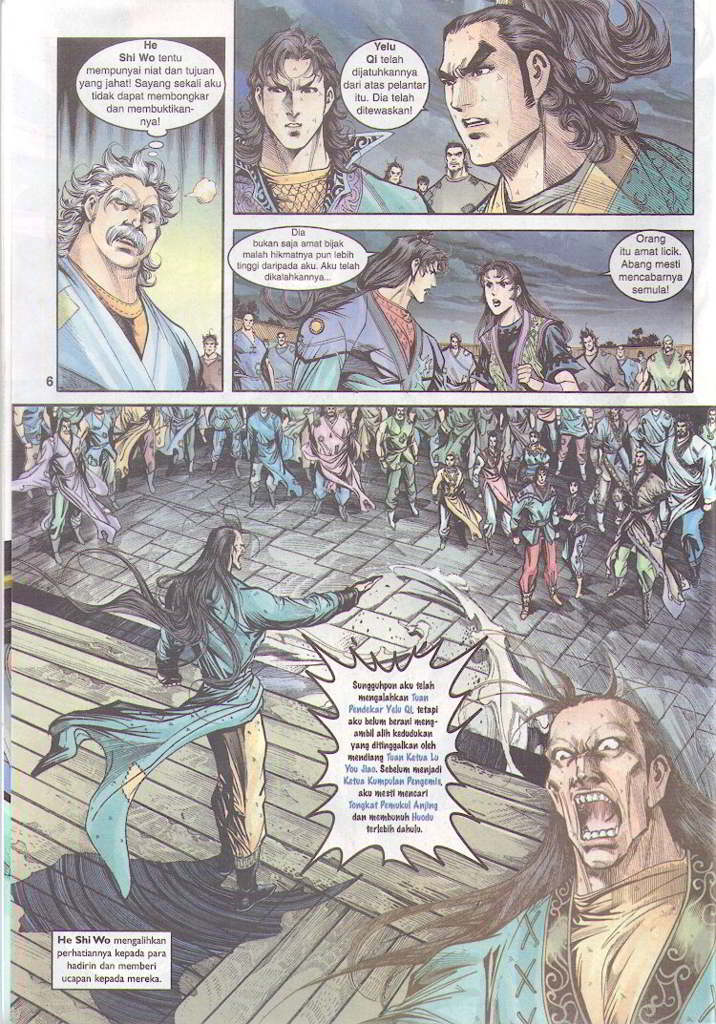 He
Shi Wo tentu
mempunyai niat dan tujuan
yang jahat! Sayang sekali aku
tidak dapat membongkar
dan membuktikan-
nya!
Yelu
Qi telah
dijatuhkannya
dari atas pelantar
itu. Dia telah
ditewaskan!
Dia
bukan saja amat bijak
malah hikmatnya pun lebih
tinggi daripada aku. Aku telah
dikalahkannya...
Orang
itu amat licik.
Abang mesti
mencabarnya
semula!
6
Sungguhpun aku telah
mengalahkan Tuan
Pendekar Yelu Qi, tetapi
aku belum berani meng-
ambil alih kedudukan
yang ditinggalkan oleh
mendiang Tuan Ketua Lu
You Jiao. Sebelum menjadi
Ketua Kumpulan Pengemis,
aku mesti mencari
Tongkat Pemukul Anjing
dan membunuh Huodu
terlebih dahulu.
He Shi Wo mengalihkan
perhatiannya kepada para
hadirin dan memberi
ucapan kepada mereka.